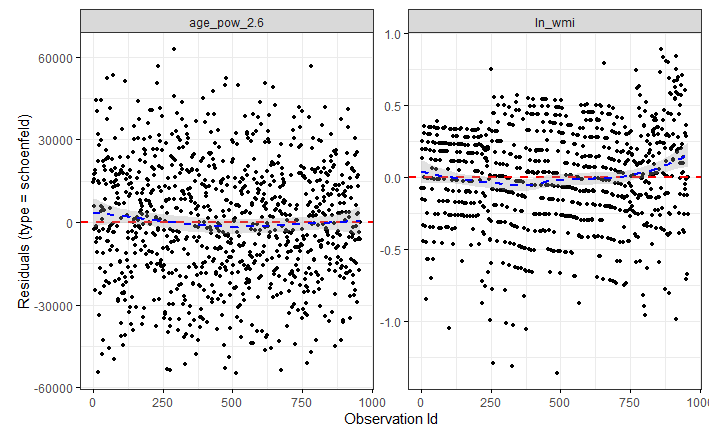 age_pow_2.6
ln_wmi
Residuals (type = schoenfeld)
60000
30000
0
-30000
-60000
1.0
0.5
0.0
-0.5
-1.0
0 250 500 750 1000
0 250 500 750 1000
Observation Id